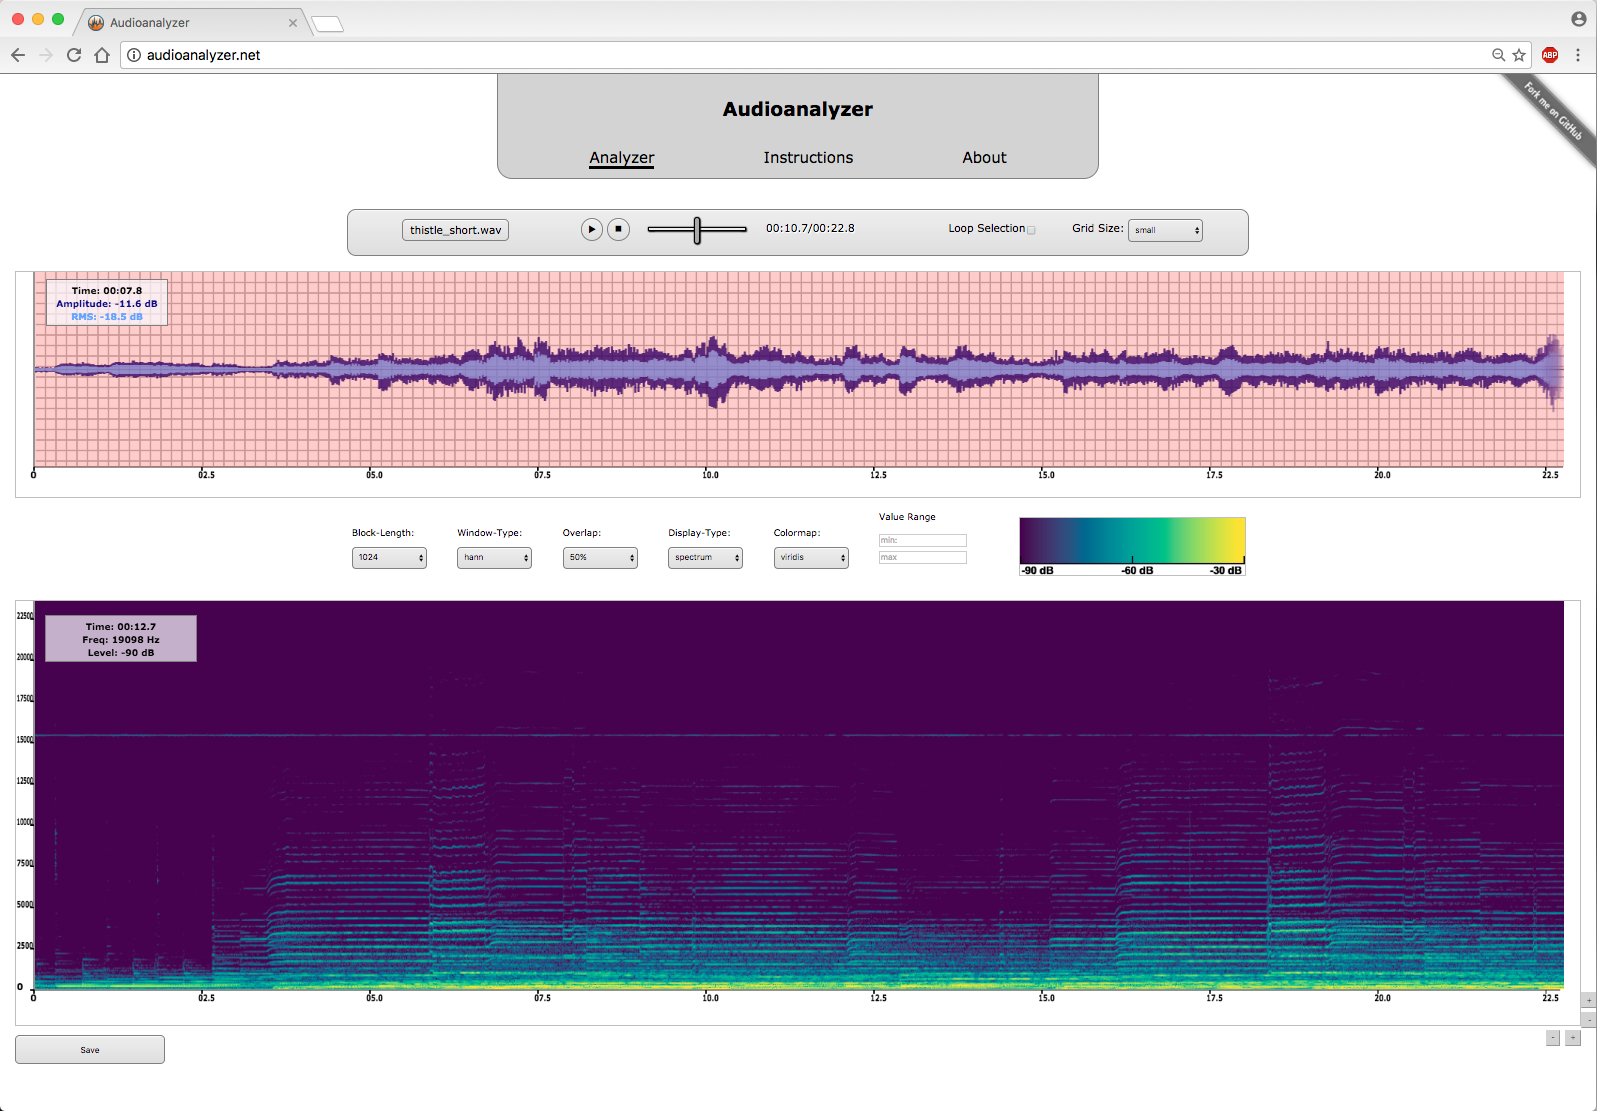 Audioanalyzer
audioanalyzer.net
ABP
Fork me on GitHub
Audioanalyzer
Analyzer Instructions About
thistle_short.wav 00:10.7/00:22.8 Loop Selection Grid Size: small
Time: 00:07.8
Amplitude: -11.6 dB
RMS: -18.5 dB
0 02.5 05.0 07.5 10.0 12.5 15.0 17.5 20.0 22.5
Block-Length: Window-Type: Overlap: Display-Type: Colormap: Value Range
1024 hann 50% spectrum viridis min:
max
-90 dB -60 dB -30 dB
22500
Time: 00:12.7
Freq: 19098 Hz
Level: -90 dB
20000
17500
15000
12500
10000
7500
5000
2500
0
0 02.5 05.0 07.5 10.0 12.5 15.0 17.5 20.0 22.5
+
-
- +
Save